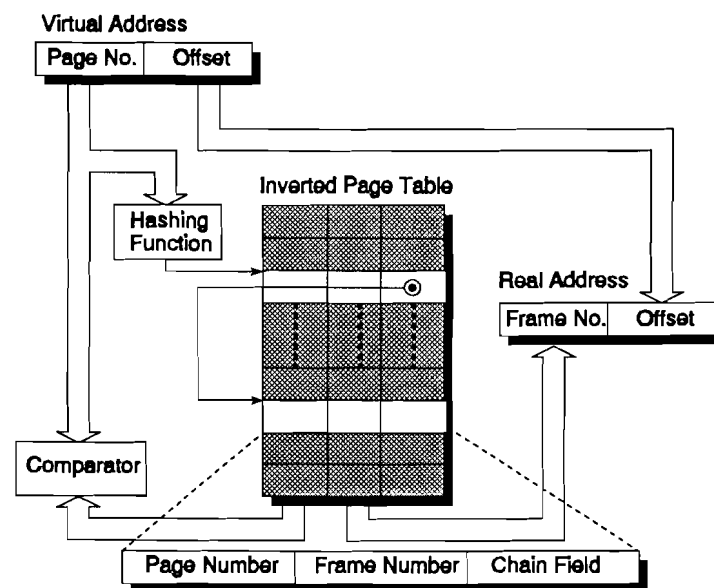 Virtual Address
Page No. Offset
Hashing
Function
Inverted Page Table
Real Address
Frame No. Offset
Comparator
Page Number Frame Number Chain Field